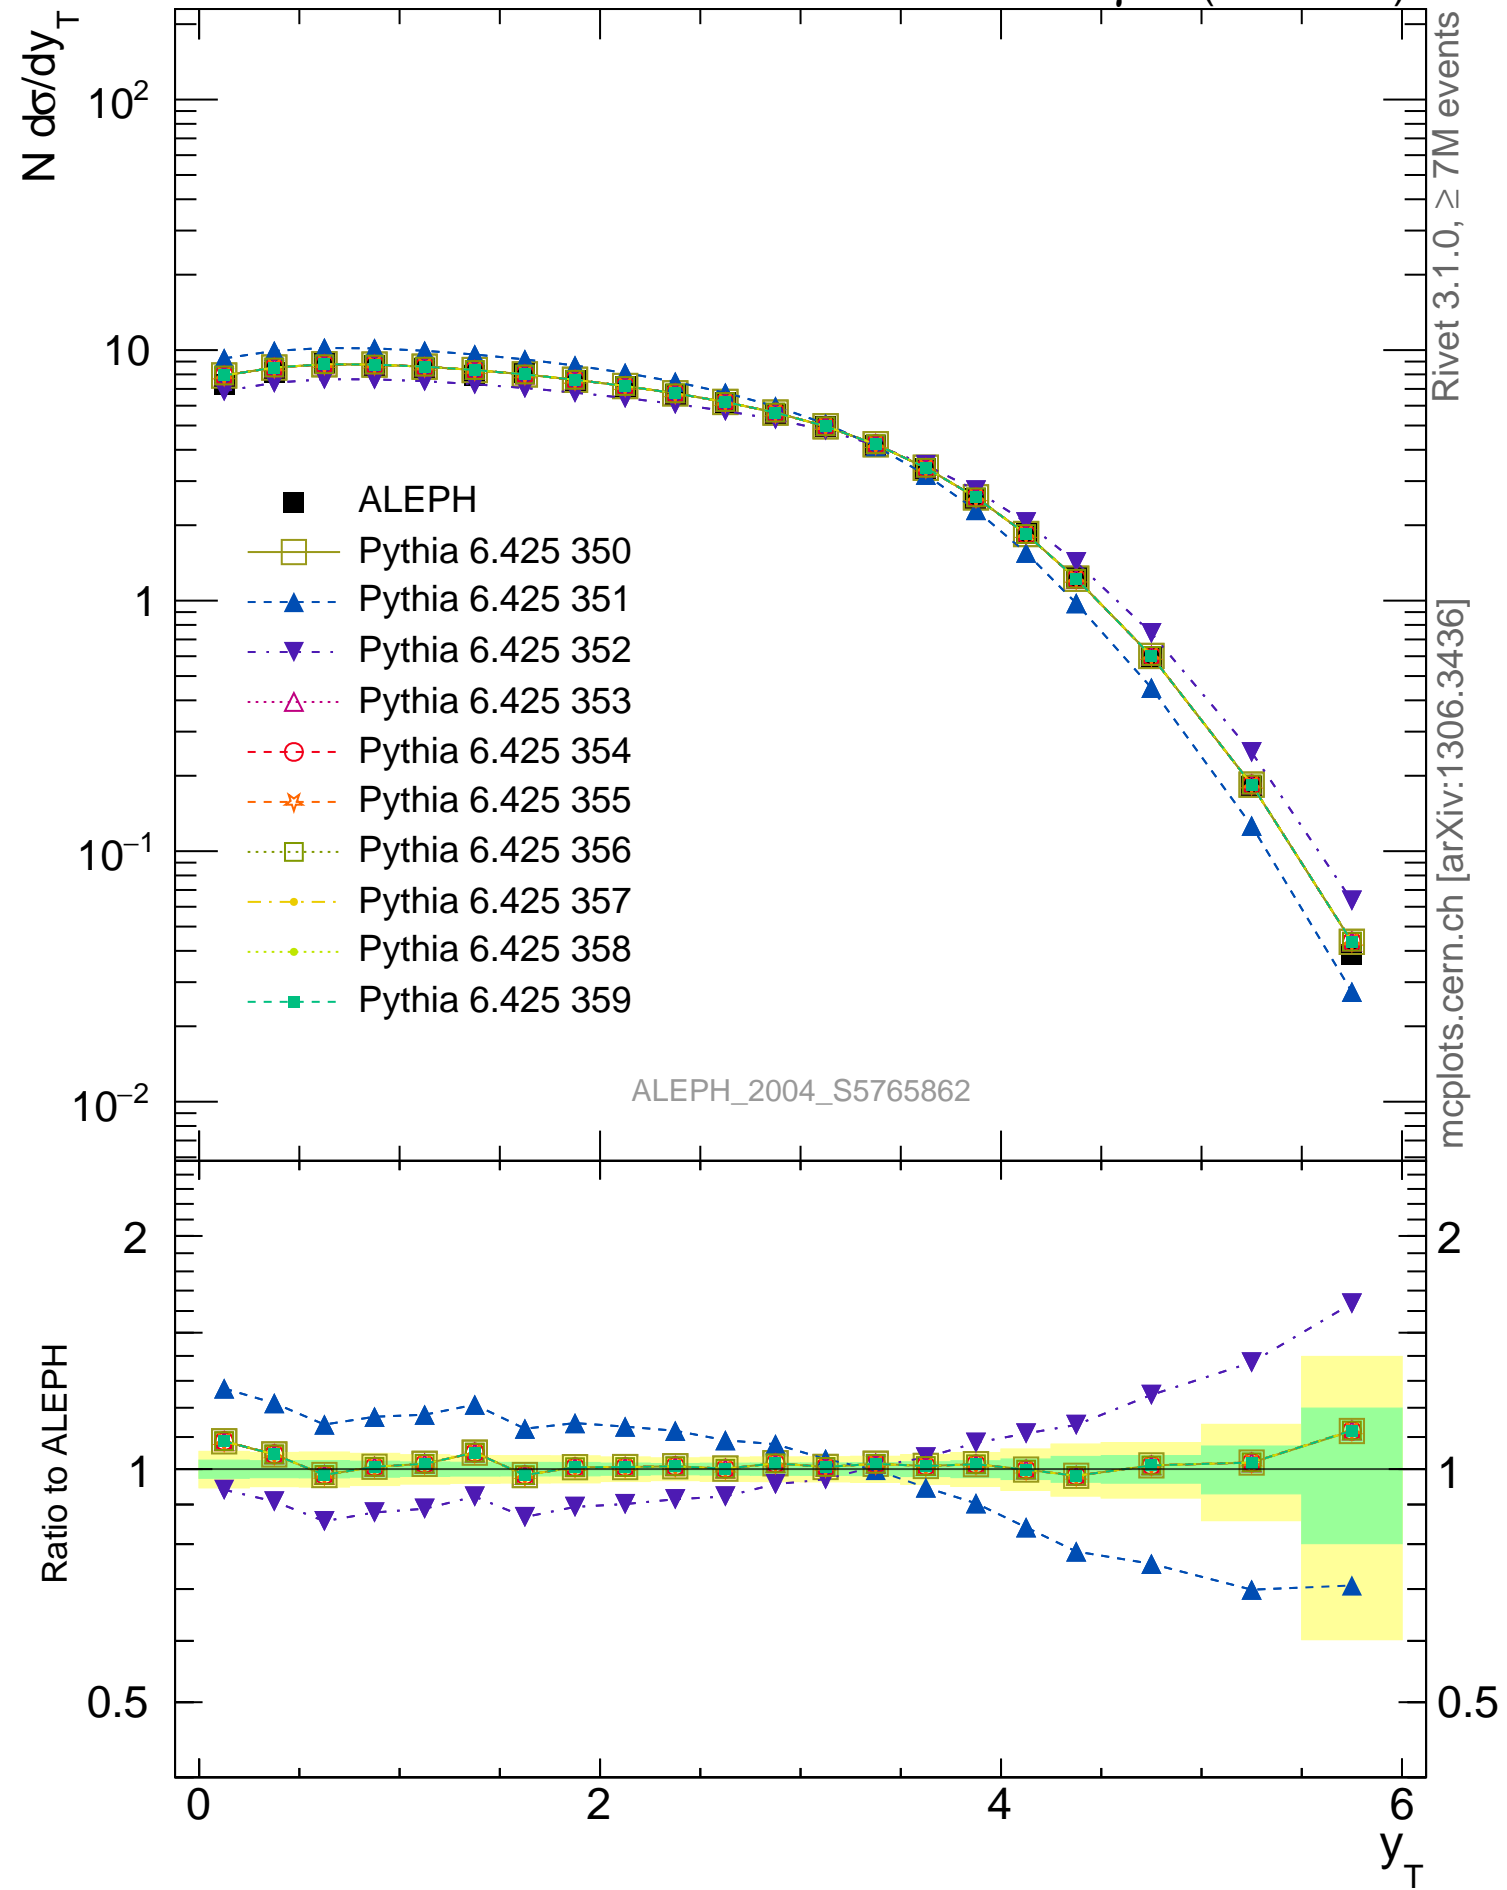 N dσ/dy_T
10²
10
1
10⁻¹
10⁻²
ALEPH
Pythia 6.425 350
Pythia 6.425 351
Pythia 6.425 352
Pythia 6.425 353
Pythia 6.425 354
Pythia 6.425 355
Pythia 6.425 356
Pythia 6.425 357
Pythia 6.425 358
Pythia 6.425 359
ALEPH_2004_S5765862
Rivet 3.1.0, ≥ 7M events
mcplots.cern.ch [arXiv:1306.3436]
Ratio to ALEPH
2
1
0.5
2
1
0.5
0
2
4
6
y_T